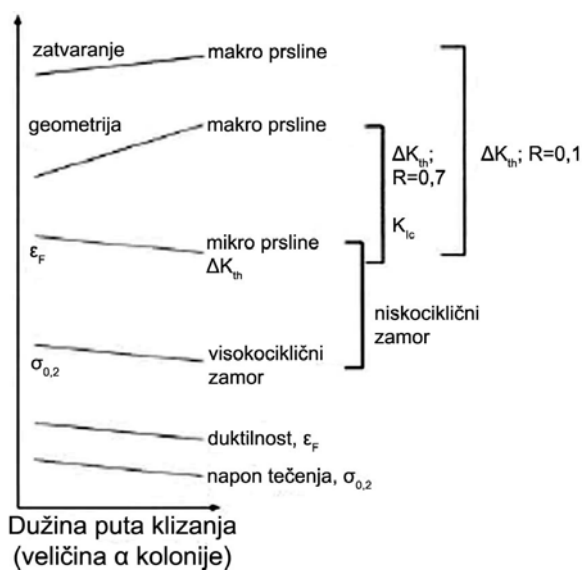 zatvaranje
makro prsline
geometrija
makro prsline
ΔK_th;
R=0,7
ΔK_th; R=0,1
K_Ic
ε_F
mikro prsline
ΔK_th
niskociklični
zamor
σ_0,2
visokociklični
zamor
duktilnost, ε_F
napon tečenja, σ_0,2
Dužina puta klizanja
(veličina α kolonije)